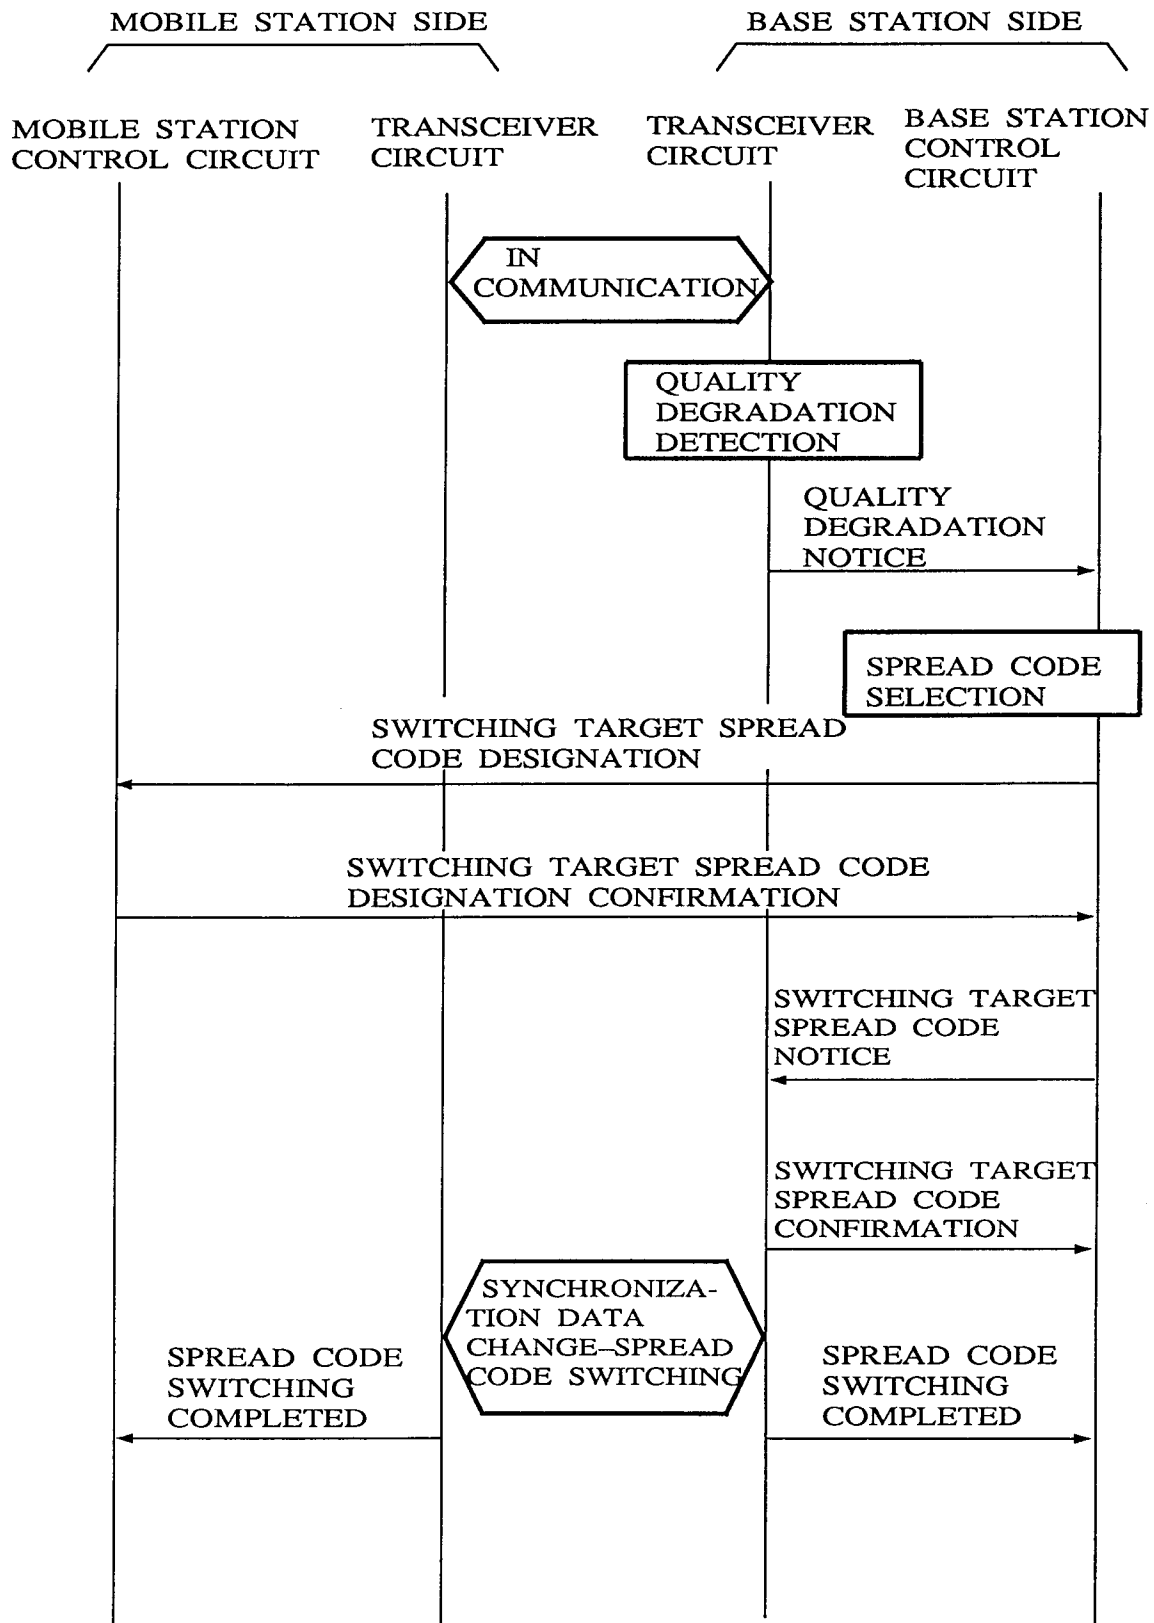 MOBILE STATION SIDE
BASE STATION SIDE
MOBILE STATION
CONTROL CIRCUIT
TRANSCEIVER
CIRCUIT
TRANSCEIVER
CIRCUIT
BASE STATION
CONTROL
CIRCUIT
IN
COMMUNICATION
QUALITY
DEGRADATION
DETECTION
QUALITY
DEGRADATION
NOTICE
SPREAD CODE
SELECTION
SWITCHING TARGET SPREAD
CODE DESIGNATION
SWITCHING TARGET SPREAD CODE
DESIGNATION CONFIRMATION
SWITCHING TARGET
SPREAD CODE
NOTICE
SWITCHING TARGET
SPREAD CODE
CONFIRMATION
SYNCHRONIZA-
TION DATA
CHANGE–SPREAD
CODE SWITCHING
SPREAD CODE
SWITCHING
COMPLETED
SPREAD CODE
SWITCHING
COMPLETED